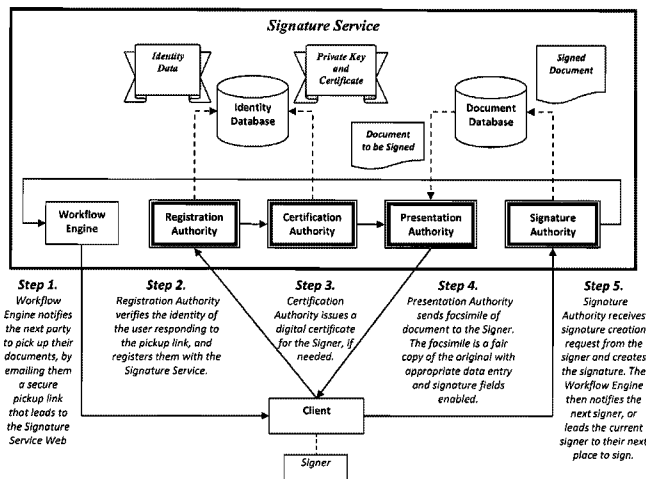 Signature Service
Identity
Data
Private Key
and
Certificate
Signed
Document
Identity
Database
Document
Database
Document
to be Signed
Workflow
Engine
Registration
Authority
Certification
Authority
Presentation
Authority
Signature
Authority
Step 1.
Workflow
Engine notifies
the next party
to pick up their
documents, by
emailing them
a secure
pickup link
that leads to
the Signature
Service Web
Step 2.
Registration Authority
verifies the identity of
the user responding to
the pickup link, and
registers them with the
Signature Service.
Step 3.
Certification
Authority issues a
digital certificate
for the Signer, if
needed.
Step 4.
Presentation Authority
sends facsimile of
document to the Signer.
The facsimile is a fair
copy of the original with
appropriate data entry
and signature fields
enabled.
Step 5.
Signature
Authority receives
signature creation
request from the
signer and creates
the signature. The
Workflow Engine
then notifies the
next signer, or
leads the current
signer to their next
place to sign.
Client
Signer